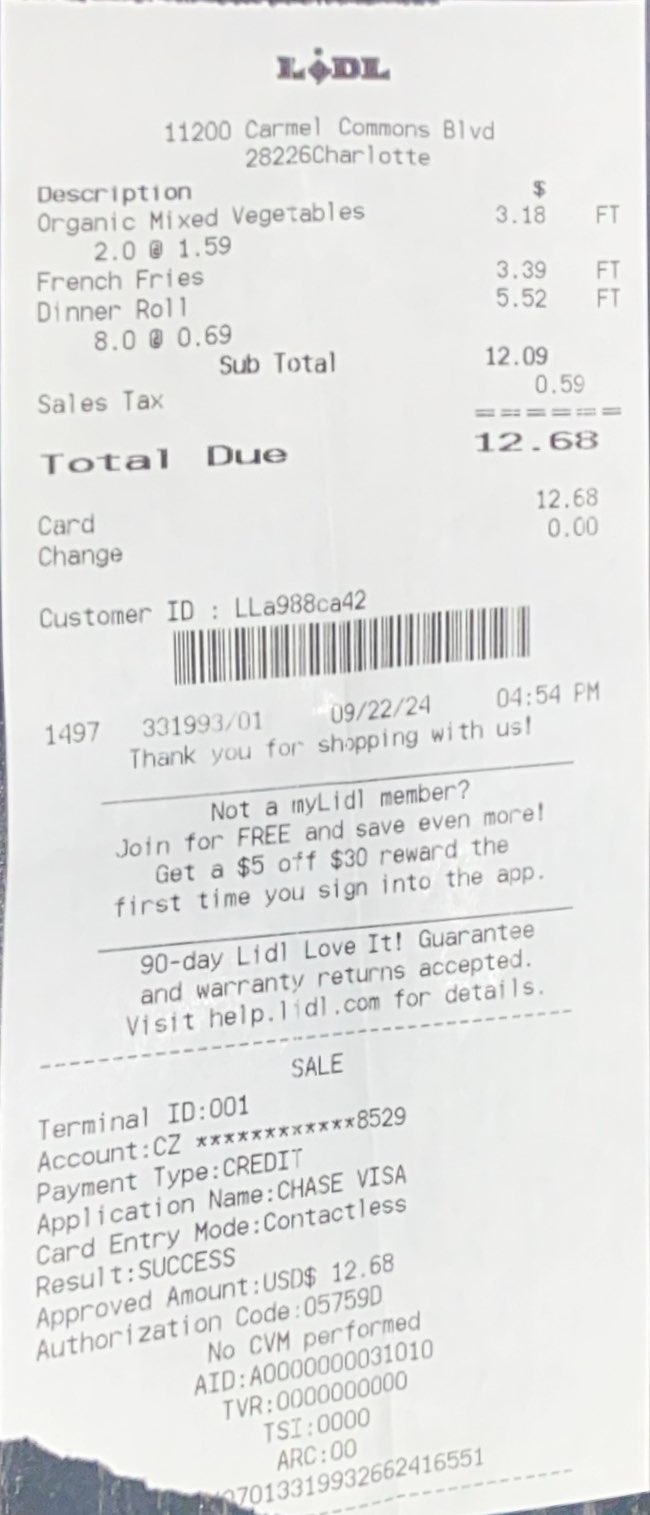 LiDL
11200 Carmel Commons Blvd
28226Charlotte
Description $
Organic Mixed Vegetables 3.18 FT
2.0 @ 1.59
French Fries 3.39 FT
Dinner Roll 5.52 FT
8.0 @ 0.69
Sub Total 12.09
Sales Tax 0.59
======
Total Due 12.68
Card 12.68
Change 0.00
Customer ID : LLa988ca42
1497 331993/01 09/22/24 04:54 PM
Thank you for shopping with us!
Not a myLidl member?
Join for FREE and save even more!
Get a $5 off $30 reward the
first time you sign into the app.
90-day Lidl Love It! Guarantee
and warranty returns accepted.
Visit help.lidl.com for details.
SALE
Terminal ID:001
Account:CZ ************8529
Payment Type:CREDIT
Application Name:CHASE VISA
Card Entry Mode:Contactless
Result:SUCCESS
Approved Amount:USD$ 12.68
Authorization Code:05759D
No CVM performed
AID:A0000000031010
TVR:0000000000
TSI:0000
ARC:00